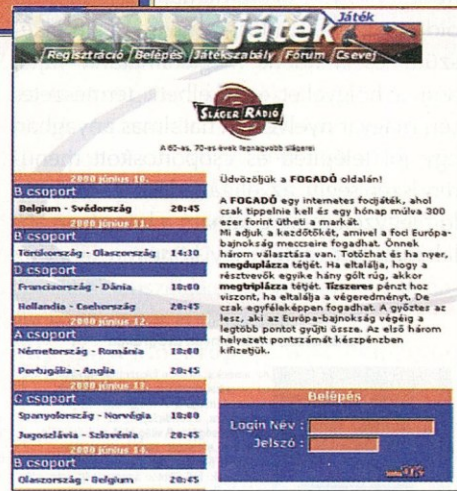 Játék
játék
Regisztráció / Belépés / Játékszabály / Fórum / Csevej
SLÁGER RÁDIÓ
A 60-as, 70-es évek legnagyobb slágerei
2000 június 10.
B csoport
Belgium - Svédország 20:45
2000 június 11.
B csoport
Törökország - Olaszország 14:30
D csoport
Franciaország - Dánia 18:00
Hollandia - Csehország 20:45
2000 június 12.
A csoport
Németország - Románia 18:00
Portugália - Anglia 20:45
2000 június 13.
C csoport
Spanyolország - Norvégia 18:00
Jugoszlávia - Szlovénia 20:45
2000 június 14.
B csoport
Olaszország - Belgium 20:45
Üdvözöljük a FOGADÓ oldalán!
A FOGADÓ egy internetes focijáték, ahol
csak tippelnie kell és egy hónap múlva 300
ezer forint ütheti a markát.
Mi adjuk a kezdőtőkét, amivel a foci Európa-
bajnokság meccseire fogadhat. Önnek
három választása van. Totózhat és ha nyer,
megduplázza tétjét. Ha eltalálja, hogy a
résztvevők egyike hány gólt rúg, akkor
megtriplázza tétjét. Tízszeres pénzt hoz
viszont, ha eltalálja a végeredményt. De
csak egyféleképpen fogadhat. A győztes az
lesz, aki az Európa-bajnokság végéig a
legtöbb pontot gyűjti össze. Az első három
helyezett pontszámát készpénzben
kifizetjük.
Belépés
Login Név :
Jelszó :
...OK